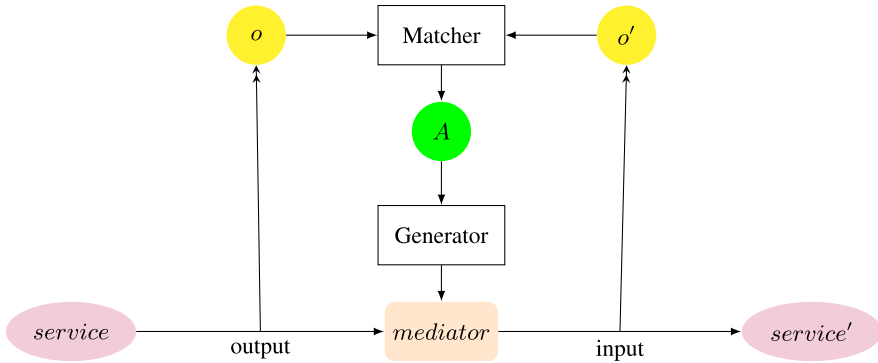 o
Matcher
o′
A
Generator
service
output
mediator
input
service′